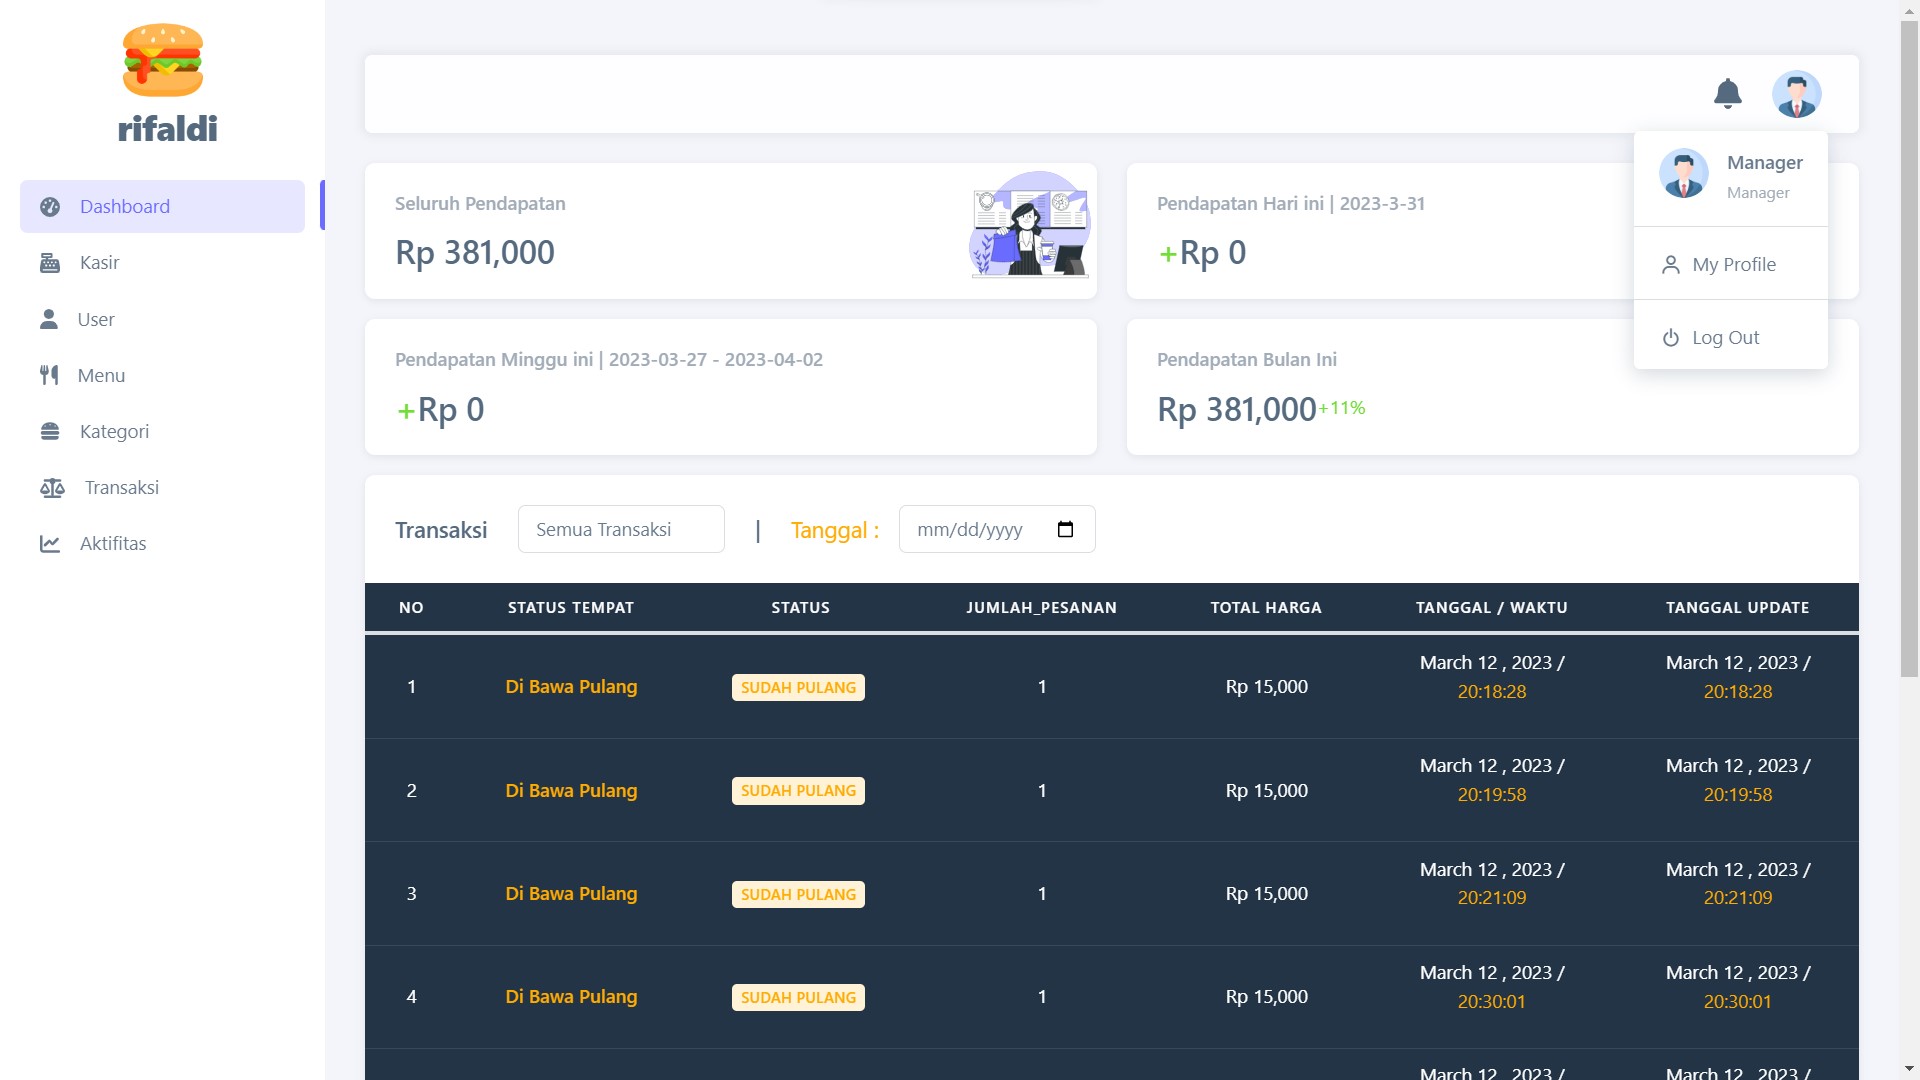 rifaldi
Dashboard
Kasir
User
Menu
Kategori
Transaksi
Aktifitas
Manager
Manager
My Profile
Log Out
Seluruh Pendapatan
Rp 381,000
Pendapatan Hari ini | 2023-3-31
+Rp 0
Pendapatan Minggu ini | 2023-03-27 - 2023-04-02
+Rp 0
Pendapatan Bulan Ini
Rp 381,000+11%
Transaksi Semua Transaksi | Tanggal : mm/dd/yyyy
NO STATUS TEMPAT STATUS JUMLAH_PESANAN TOTAL HARGA TANGGAL / WAKTU TANGGAL UPDATE
March 12 , 2023 / March 12 , 2023 /
1 Di Bawa Pulang SUDAH PULANG 1 Rp 15,000
20:18:28 20:18:28
March 12 , 2023 / March 12 , 2023 /
2 Di Bawa Pulang SUDAH PULANG 1 Rp 15,000
20:19:58 20:19:58
March 12 , 2023 / March 12 , 2023 /
3 Di Bawa Pulang SUDAH PULANG 1 Rp 15,000
20:21:09 20:21:09
March 12 , 2023 / March 12 , 2023 /
4 Di Bawa Pulang SUDAH PULANG 1 Rp 15,000
20:30:01 20:30:01
March 12 , 2023 / March 12 , 2023 /